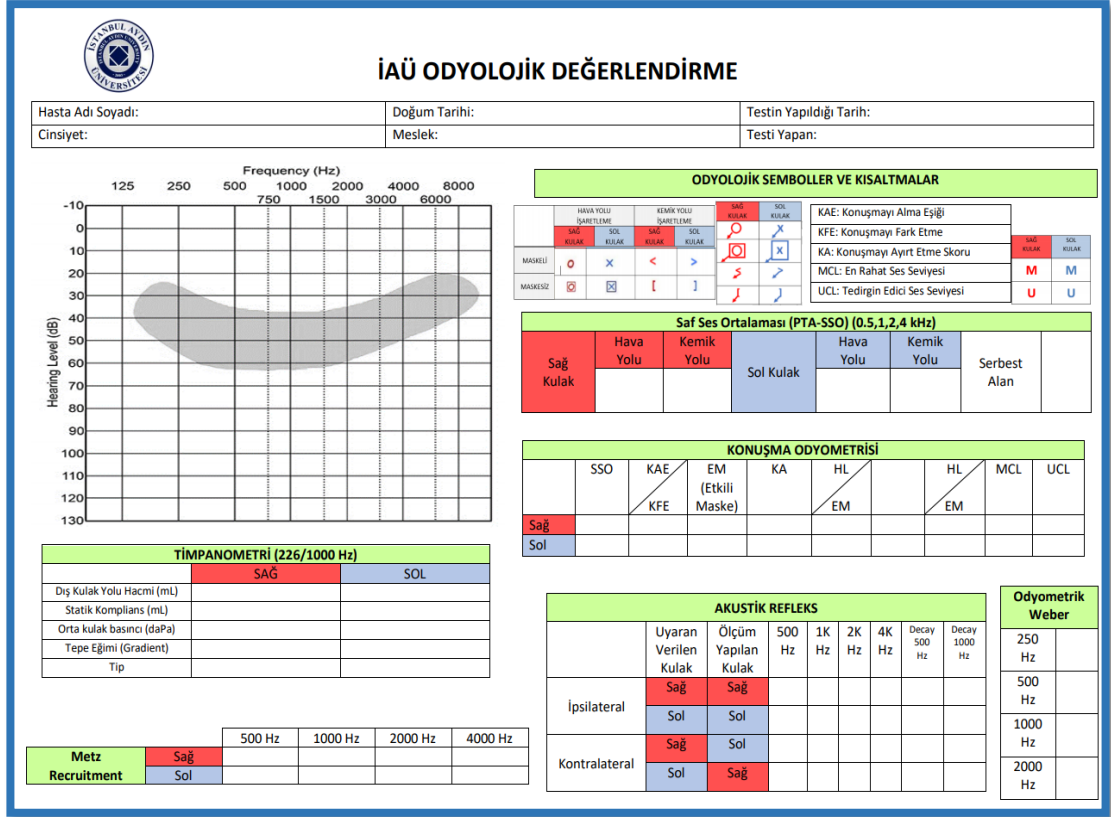 İSTANBUL AYDIN
ÜNİVERSİTESİ
İAÜ ODYOLOJİK DEĞERLENDİRME
Hasta Adı Soyadı: Doğum Tarihi: Testin Yapıldığı Tarih:
Cinsiyet: Meslek: Testi Yapan:
Frequency (Hz)
125 250 500 1000 2000 4000 8000
750 1500 3000 6000
Hearing Level (dB)
-10
0
10
20
30
40
50
60
70
80
90
100
110
120
130
ODYOLOJİK SEMBOLLER VE KISALTMALAR
HAVA YOLU İŞARETLEME KEMİK YOLU İŞARETLEME
SAĞ KULAK SOL KULAK SAĞ KULAK SOL KULAK SAĞ KULAK SOL KULAK
MASKELİ O X < >
MASKESİZ O X [ ]
KAE: Konuşmayı Alma Eşiği
KFE: Konuşmayı Fark Etme
KA: Konuşmayı Ayırt Etme Skoru
MCL: En Rahat Ses Seviyesi
UCL: Tedirgin Edici Ses Seviyesi
SAĞ KULAK SOL KULAK
M M
U U
Saf Ses Ortalaması (PTA-SSO) (0.5,1,2,4 kHz)
Sağ Kulak Hava Yolu Kemik Yolu Sol Kulak Hava Yolu Kemik Yolu Serbest Alan
KONUŞMA ODYOMETRİSİ
SSO KAE/KFE EM (Etkili Maske) KA HL/EM HL/EM MCL UCL
Sağ
Sol
TİMPANOMETRİ (226/1000 Hz)
SAĞ SOL
Dış Kulak Yolu Hacmi (mL)
Statik Komplians (mL)
Orta kulak basıncı (daPa)
Tepe Eğimi (Gradient)
Tip
AKUSTİK REFLEKS
Uyaran Verilen Kulak Ölçüm Yapılan Kulak 500 Hz 1K Hz 2K Hz 4K Hz Decay 500 Hz Decay 1000 Hz
İpsilateral Sağ Sağ
Sol Sol
Kontralateral Sağ Sol
Sol Sağ
Odyometrik Weber
250 Hz
500 Hz
1000 Hz
2000 Hz
500 Hz 1000 Hz 2000 Hz 4000 Hz
Metz Recruitment Sağ
Sol